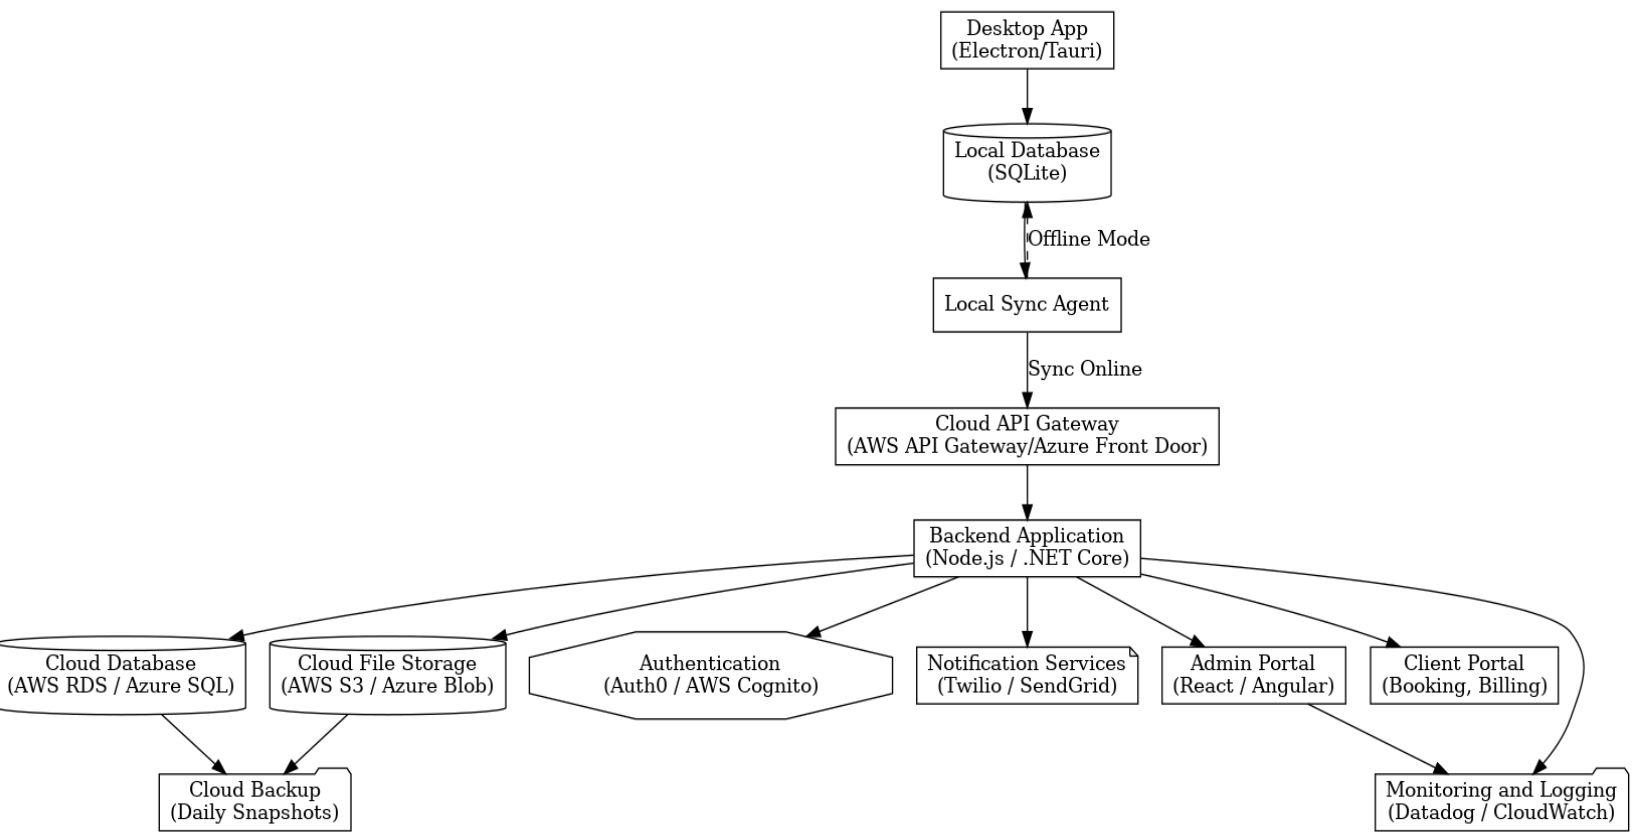 Desktop App
(Electron/Tauri)
Local Database
(SQLite)
Offline Mode
Local Sync Agent
Sync Online
Cloud API Gateway
(AWS API Gateway/Azure Front Door)
Backend Application
(Node.js / .NET Core)
Cloud Database
(AWS RDS / Azure SQL)
Cloud File Storage
(AWS S3 / Azure Blob)
Authentication
(Auth0 / AWS Cognito)
Notification Services
(Twilio / SendGrid)
Admin Portal
(React / Angular)
Client Portal
(Booking, Billing)
Cloud Backup
(Daily Snapshots)
Monitoring and Logging
(Datadog / CloudWatch)